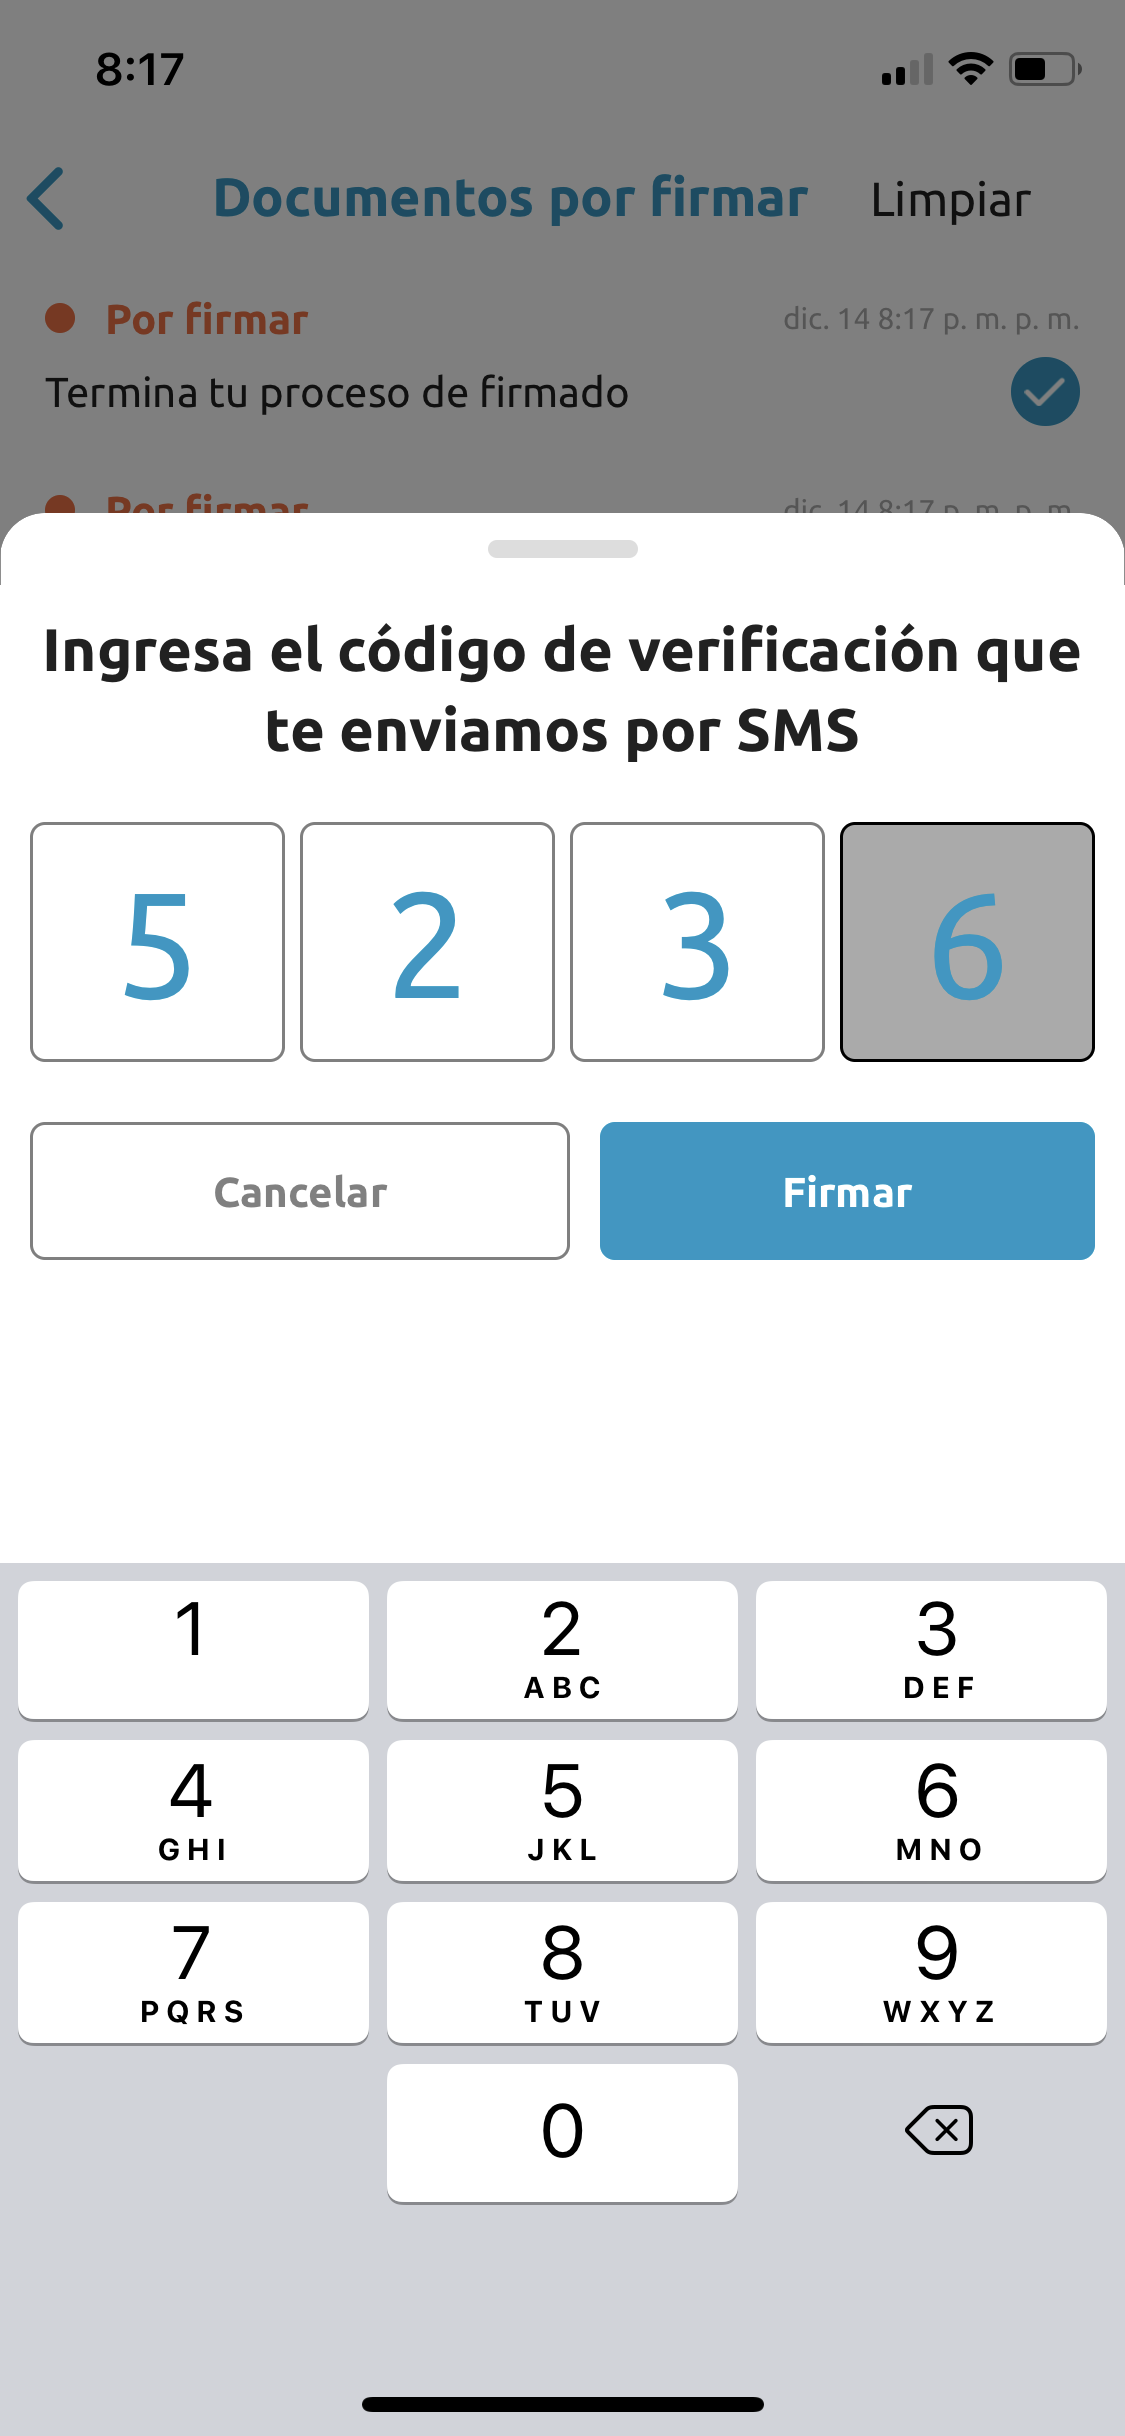 8:17
Documentos por firmar Limpiar
Por firmar dic. 14 8:17 p. m. p. m.
Termina tu proceso de firmado
Por firmar dic. 14 8:17 p. m. p. m.
Ingresa el código de verificación que
te enviamos por SMS
5 2 3 6
Cancelar Firmar
1 2 3
ABC DEF
4 5 6
GHI JKL MNO
7 8 9
PQRS TUV WXYZ
0